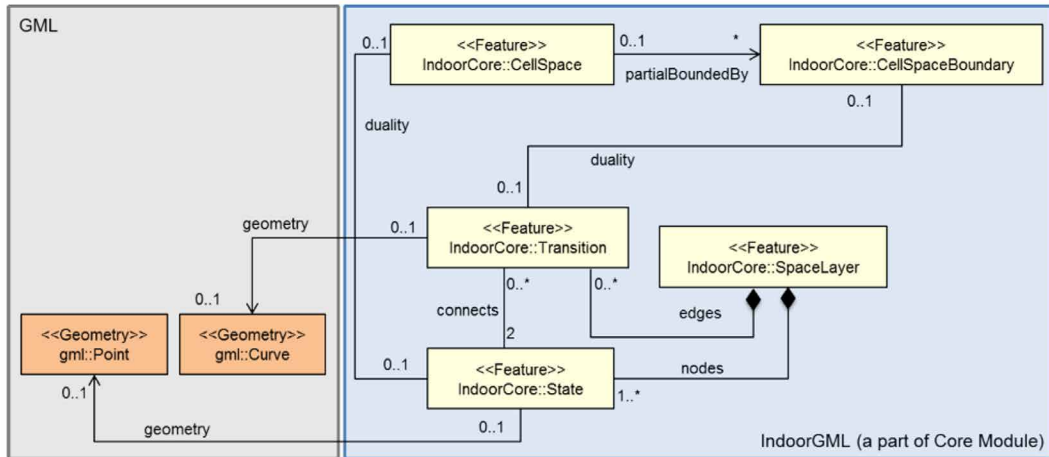 GML
0..1
<<Feature>>
IndoorCore::CellSpace
0..1
*
partialBoundedBy
<<Feature>>
IndoorCore::CellSpaceBoundary
0..1
duality
duality
0..1
geometry
0..1
<<Feature>>
IndoorCore::Transition
<<Feature>>
IndoorCore::SpaceLayer
0..*
0..*
connects
edges
0..1
<<Geometry>>
gml::Point
<<Geometry>>
gml::Curve
2
0..1
<<Feature>>
IndoorCore::State
nodes
1..*
0..1
geometry
0..1
IndoorGML (a part of Core Module)